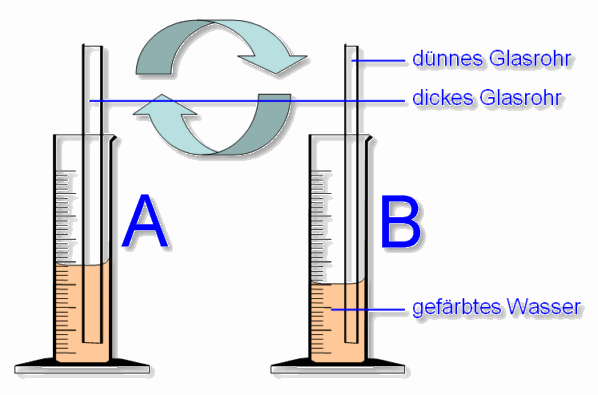 dünnes Glasrohr
dickes Glasrohr
A
B
gefärbtes Wasser